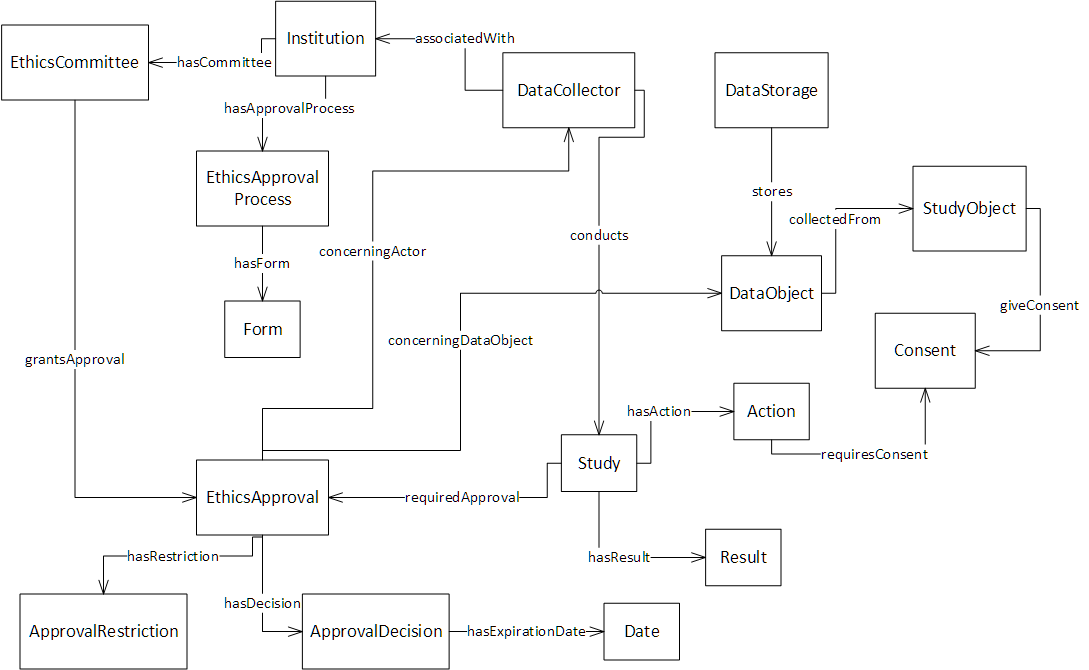 Institution
associatedWith
EthicsCommittee
hasCommittee
DataCollector
DataStorage
hasApprovalProcess
EthicsApproval
Process
stores
StudyObject
collectedFrom
conducts
concerningActor
hasForm
DataObject
giveConsent
Form
concerningDataObject
Consent
grantsApproval
hasAction
Action
requiresConsent
Study
EthicsApproval
requiredApproval
hasRestriction
hasResult
Result
hasDecision
ApprovalRestriction
ApprovalDecision
hasExpirationDate
Date